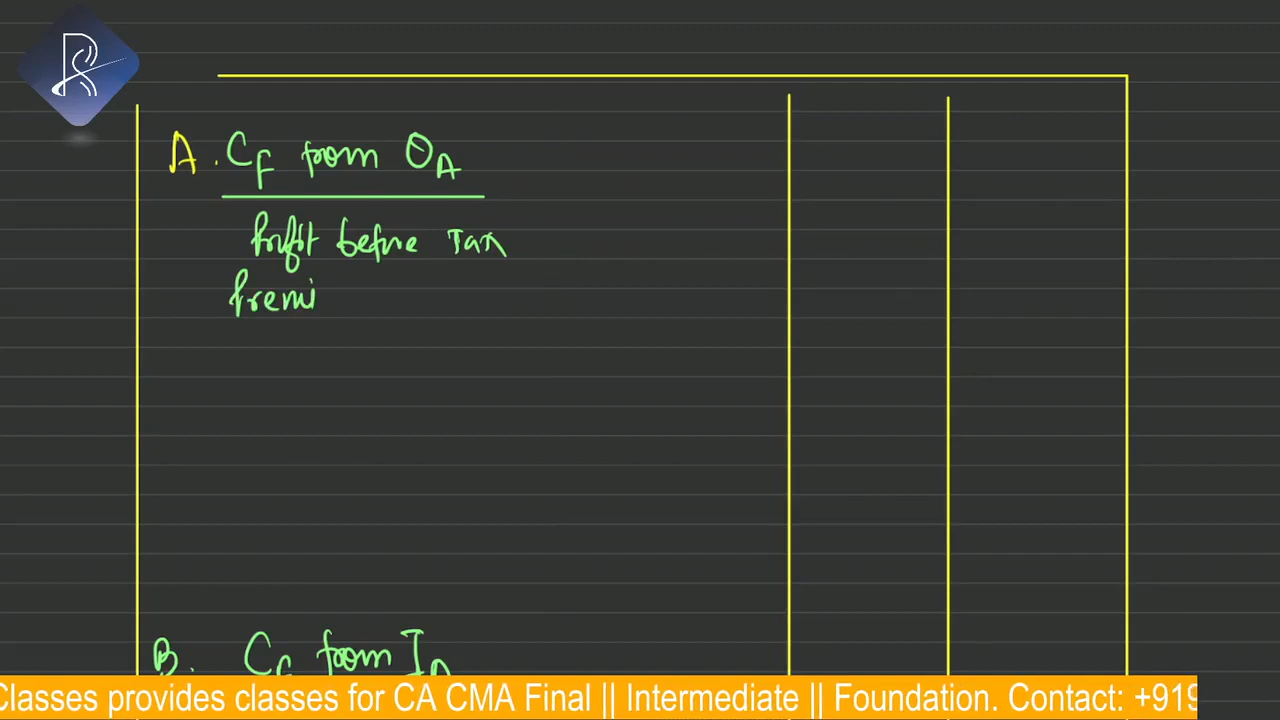 A. CF from OA
Profit before Tax
Premi
B. CF from IA
Classes provides classes for CA CMA Final || Intermediate || Foundation. Contact: +919